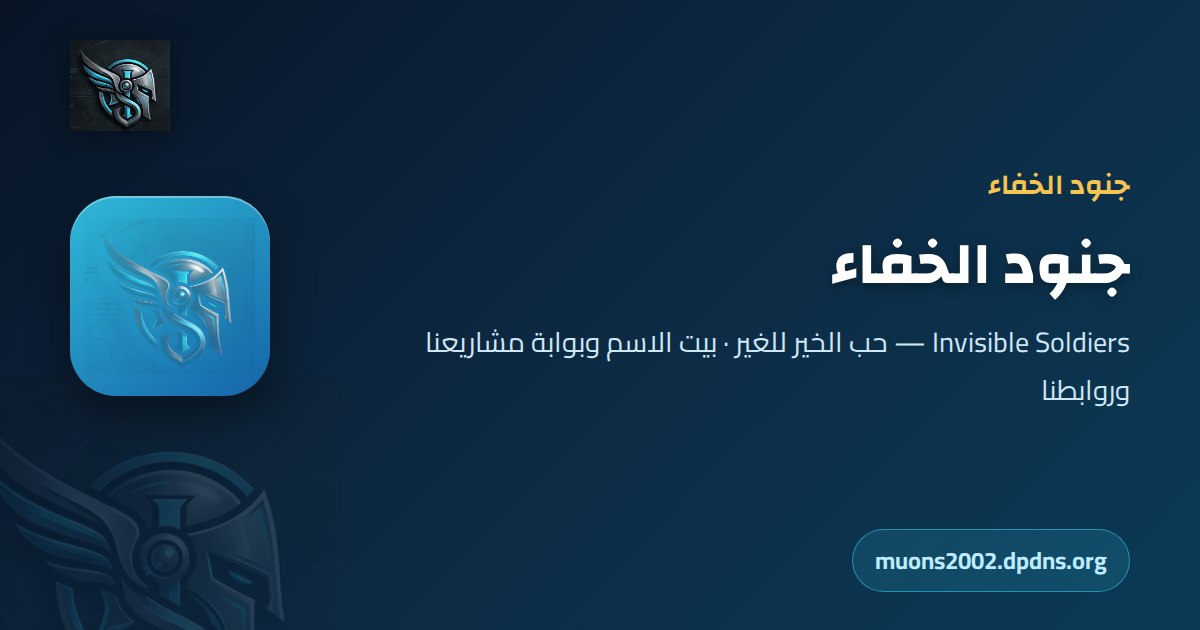 جنود الخفاء
جنود الخفاء
Invisible Soldiers — حب الخير للغير · بيت الاسم وبوابة مشاريعنا
وروابطنا
muons2002.dpdns.org